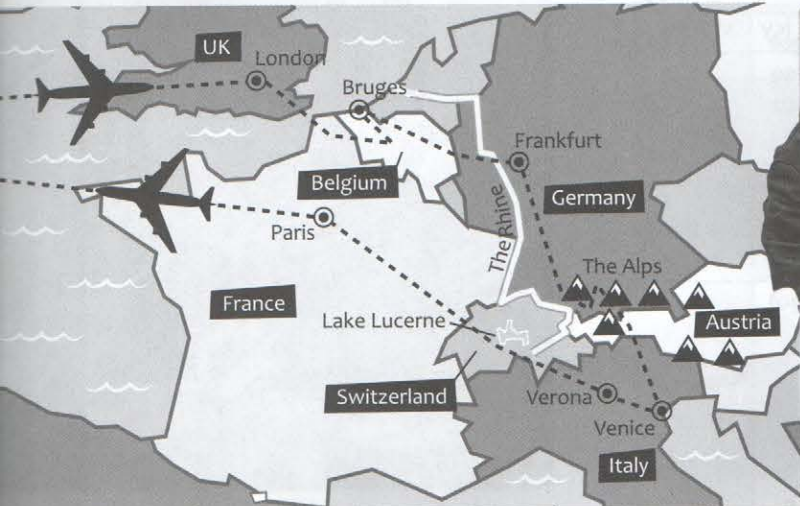 UK
London
Bruges
Frankfurt
Belgium
Germany
The Rhine
Paris
The Alps
France
Lake Lucerne
Austria
Switzerland
Verona
Venice
Italy